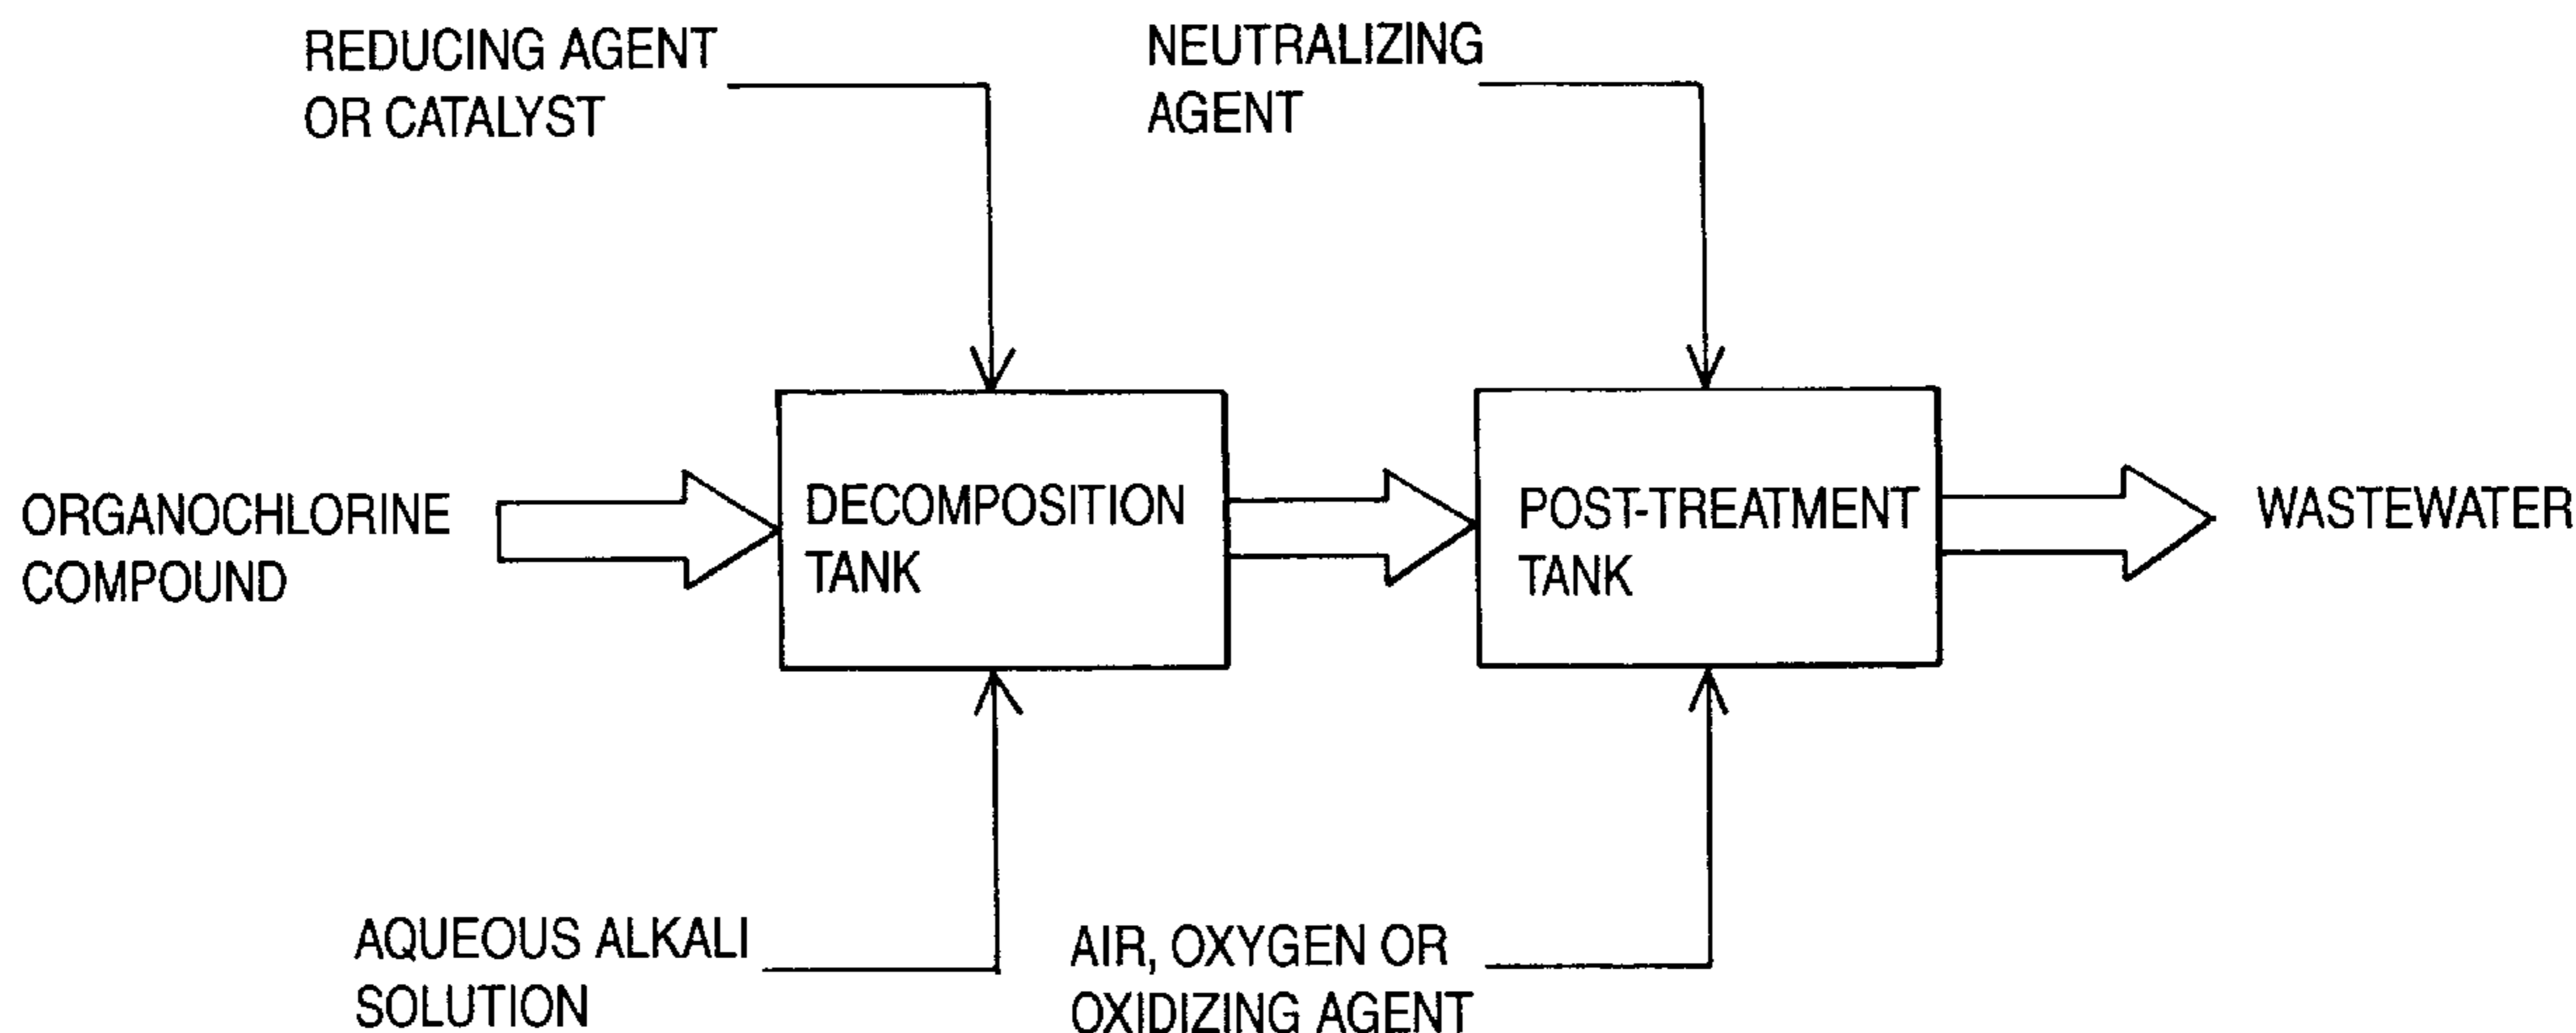 REDUCING AGENT
OR CATALYST
NEUTRALIZING
AGENT
ORGANOCHLORINE
COMPOUND
DECOMPOSITION
TANK
POST-TREATMENT
TANK
WASTEWATER
AQUEOUS ALKALI
SOLUTION
AIR, OXYGEN OR
OXIDIZING AGENT